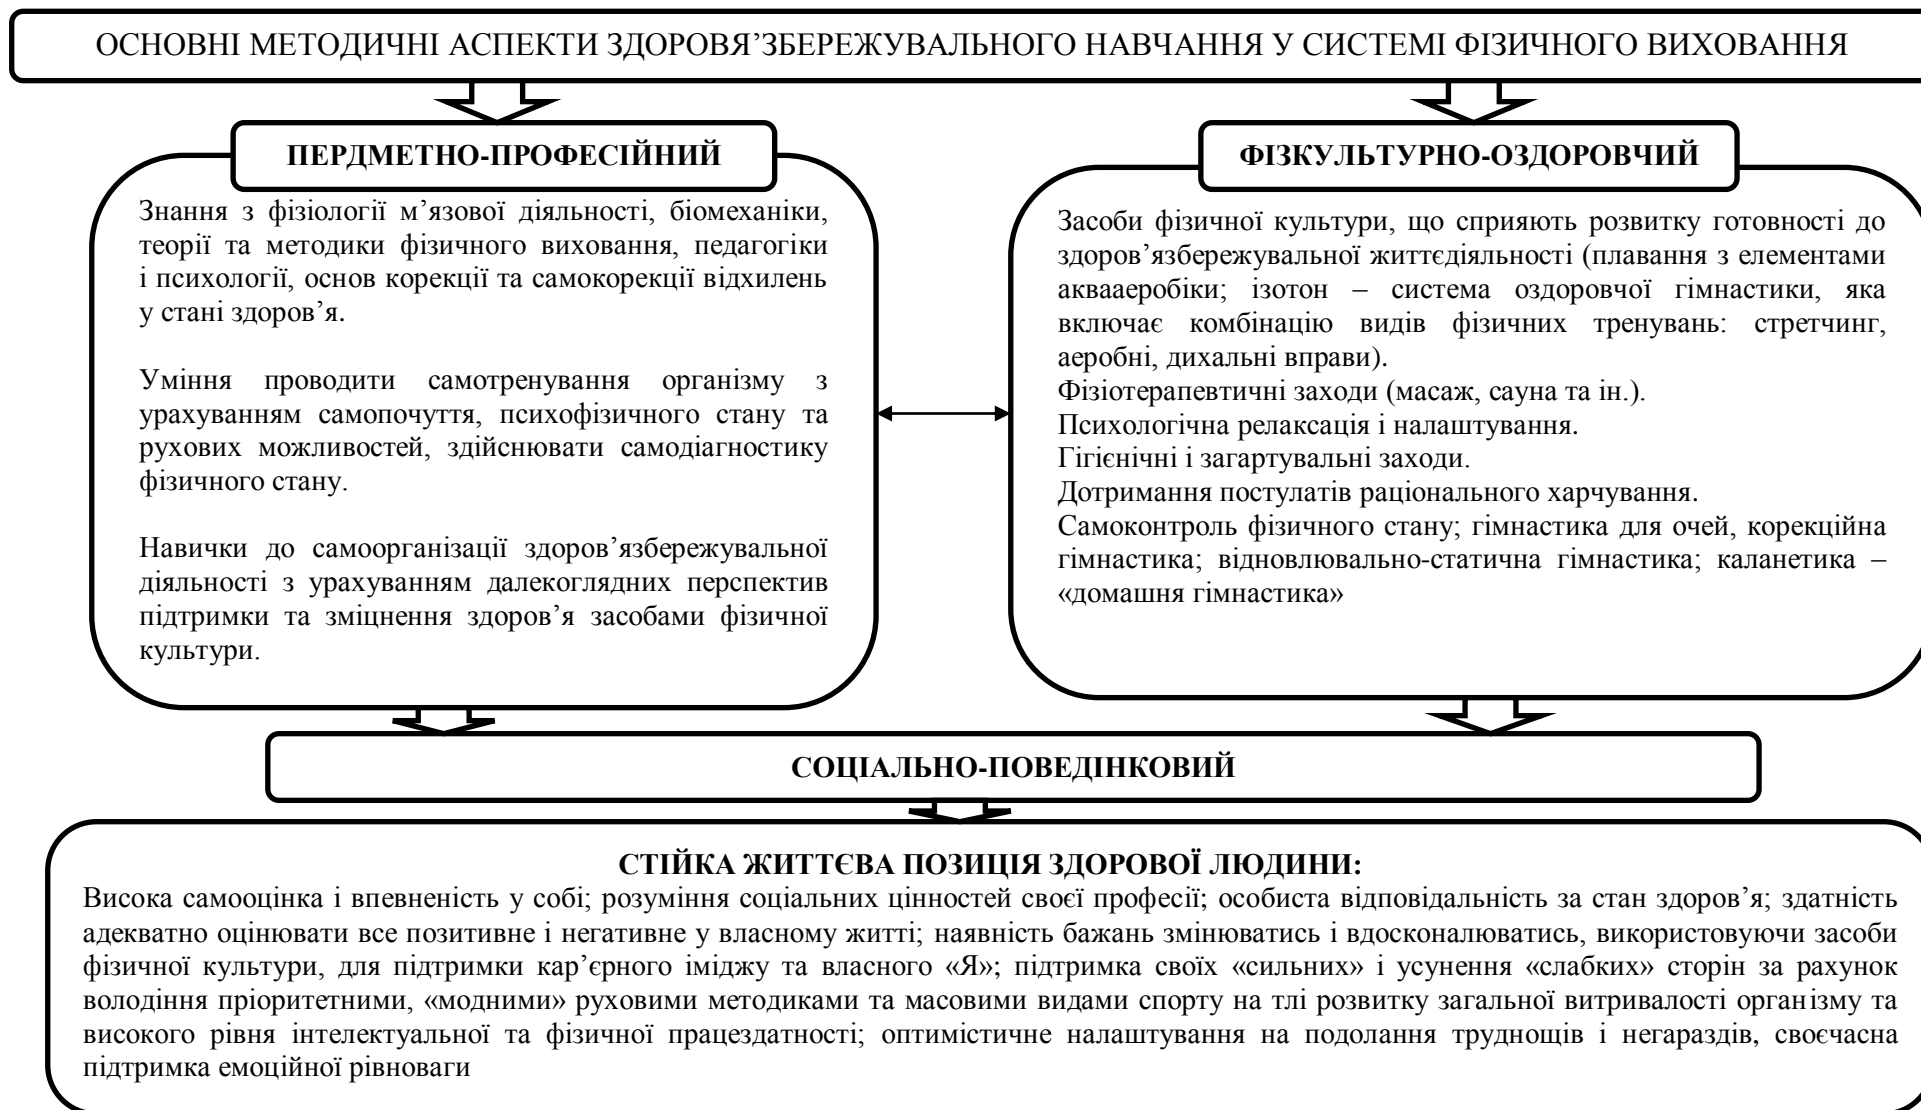 ОСНОВНІ МЕТОДИЧНІ АСПЕКТИ ЗДОРОВЯ’ЗБЕРЕЖУВАЛЬНОГО НАВЧАННЯ У СИСТЕМІ ФІЗИЧНОГО ВИХОВАННЯ
ПЕРДМЕТНО-ПРОФЕСІЙНИЙ
Знання з фізіології м’язової діяльності, біомеханіки,
теорії та методики фізичного виховання, педагогіки
і психології, основ корекції та самокорекції відхилень
у стані здоров’я.
Уміння проводити самотренування організму з
урахуванням самопочуття, психофізичного стану та
рухових можливостей, здійснювати самодіагностику
фізичного стану.
Навички до самоорганізації здоров’язбережувальної
діяльності з урахуванням далекоглядних перспектив
підтримки та зміцнення здоров’я засобами фізичної
культури.
ФІЗКУЛЬТУРНО-ОЗДОРОВЧИЙ
Засоби фізичної культури, що сприяють розвитку готовності до
здоров’язбережувальної життєдіяльності (плавання з елементами
аквааеробіки; ізотон – система оздоровчої гімнастики, яка
включає комбінацію видів фізичних тренувань: стретчинг,
аеробні, дихальні вправи).
Фізіотерапевтичні заходи (масаж, сауна та ін.).
Психологічна релаксація і налаштування.
Гігієнічні і загартувальні заходи.
Дотримання постулатів раціонального харчування.
Самоконтроль фізичного стану; гімнастика для очей, корекційна
гімнастика; відновлювально-статична гімнастика; каланетика –
«домашня гімнастика»
СОЦІАЛЬНО-ПОВЕДІНКОВИЙ
СТІЙКА ЖИТТЄВА ПОЗИЦІЯ ЗДОРОВОЇ ЛЮДИНИ:
Висока самооцінка і впевненість у собі; розуміння соціальних цінностей своєї професії; особиста відповідальність за стан здоров’я; здатність
адекватно оцінювати все позитивне і негативне у власному житті; наявність бажань змінюватись і вдосконалюватись, використовуючи засоби
фізичної культури, для підтримки кар’єрного іміджу та власного «Я»; підтримка своїх «сильних» і усунення «слабких» сторін за рахунок
володіння пріоритетними, «модними» руховими методиками та масовими видами спорту на тлі розвитку загальної витривалості організму та
високого рівня інтелектуальної та фізичної працездатності; оптимістичне налаштування на подолання труднощів і негараздів, своєчасна
підтримка емоційної рівноваги